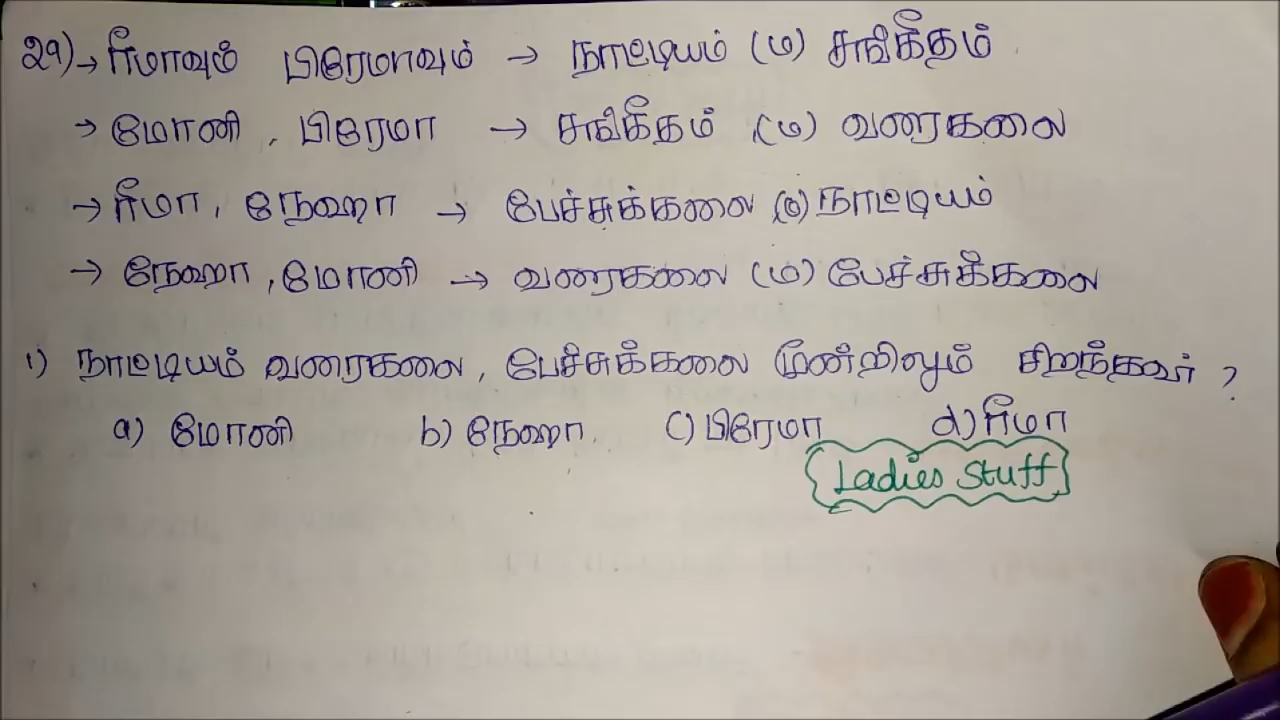 29) → ரீமாவும் பிரேமாவும் → நாட்டியம் (ம) சங்கீதம்
→ மோனி , பிரேமா → சங்கீதம் (ம) வரைகலை
→ ரீமா , நேஹா → பேச்சுக்கலை (ம) நாட்டியம்
→ நேஹா , மோனி → வரைகலை (ம) பேச்சுக்கலை
1) நாட்டியம் வரைகலை , பேச்சுக்கலை மூன்றிலும் சிறந்தவர் ?
a) மோனி b) நேஹா c) பிரேமா d) ரீமா
Ladies Stuff